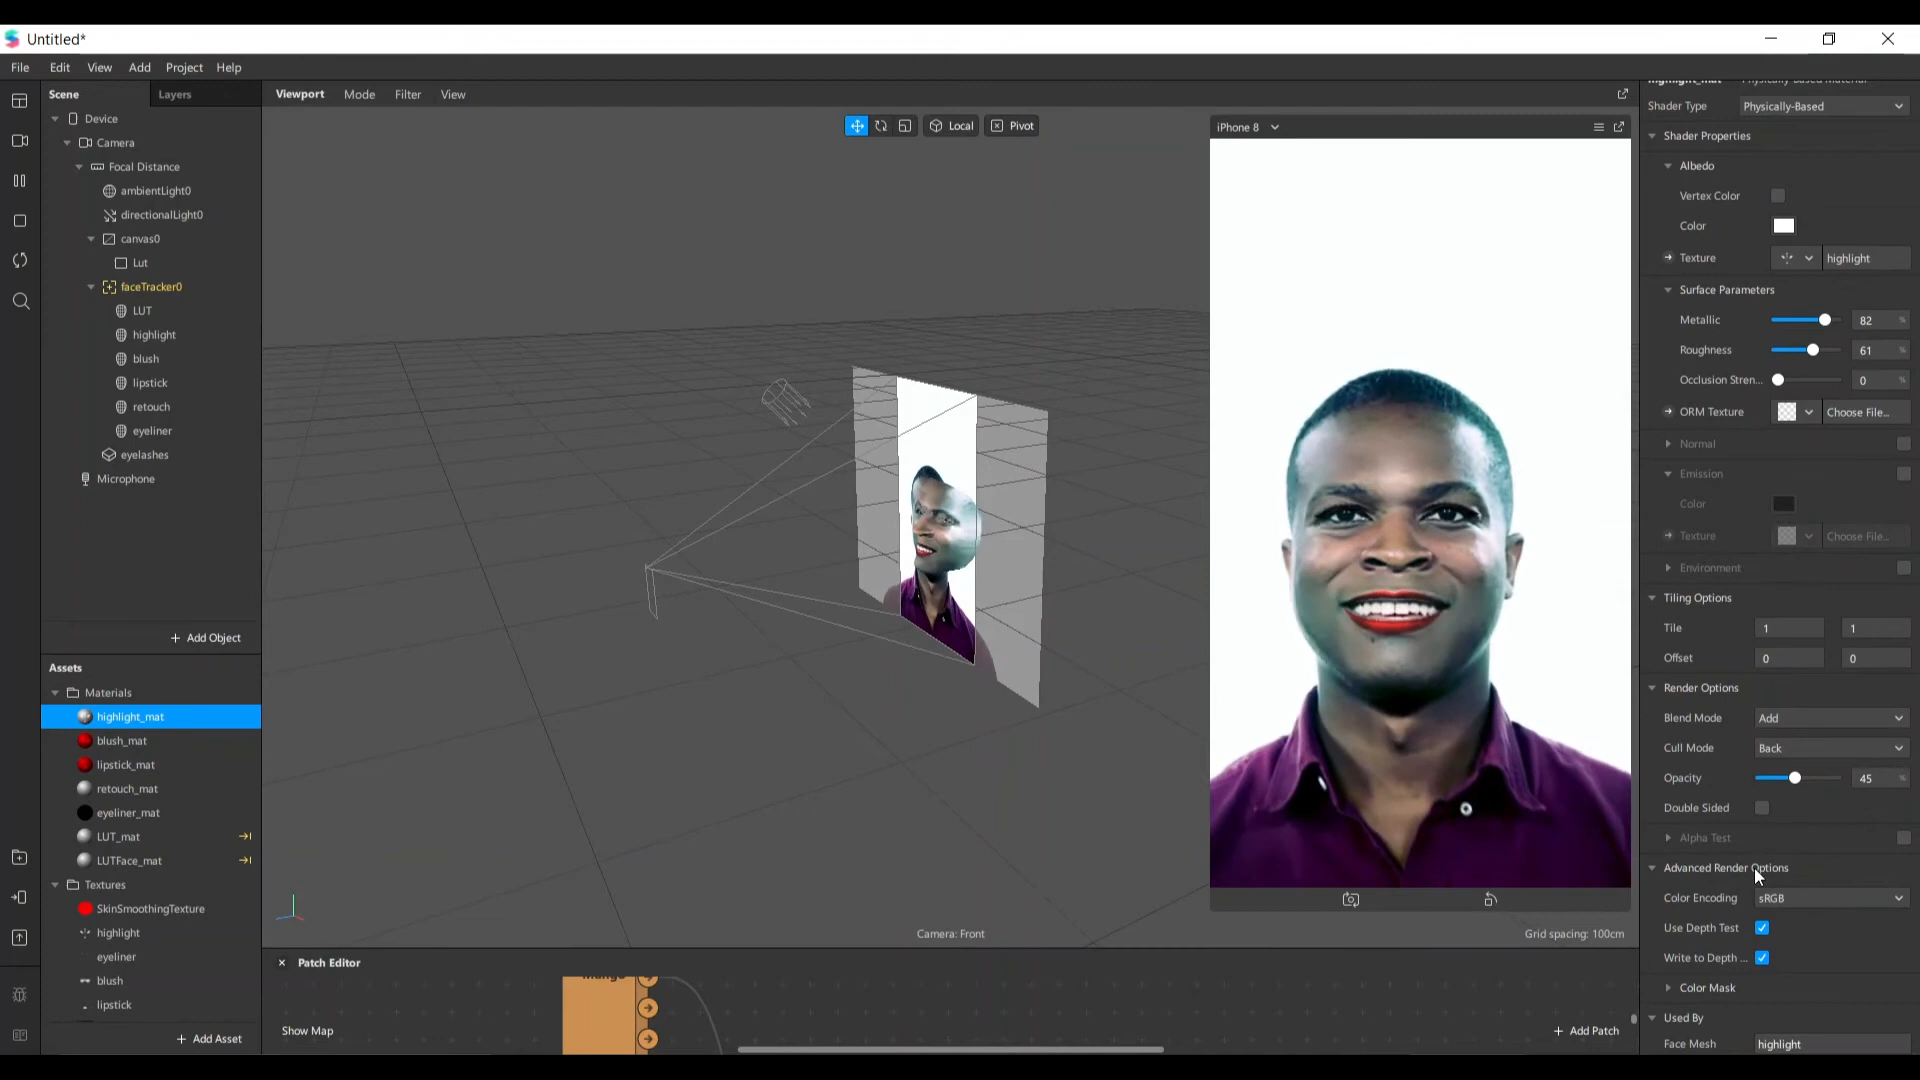 Untitled*
File Edit View Add Project Help
Scene Layers
Device
Camera
Focal Distance
ambientLight0
directionalLight0
canvas0
Lut
faceTracker0
LUT
highlight
blush
lipstick
retouch
eyeliner
eyelashes
Microphone
+ Add Object
Assets
Materials
highlight_mat
blush_mat
lipstick_mat
retouch_mat
eyeliner_mat
LUT_mat
LUTFace_mat
Textures
SkinSmoothingTexture
highlight
eyeliner
blush
lipstick
+ Add Asset
Viewport Mode Filter View
Local Pivot
iPhone 8
Camera: Front
Grid spacing: 100cm
Patch Editor
Show Map
+ Add Patch
highlight_mat Physically-Based Material
Shader Type Physically-Based
Shader Properties
Albedo
Vertex Color
Color
Texture highlight
Surface Parameters
Metallic 82 %
Roughness 61 %
Occlusion Stren... 0 %
ORM Texture Choose File...
Normal
Emission
Color
Texture Choose File...
Environment
Tiling Options
Tile 1 1
Offset 0 0
Render Options
Blend Mode Add
Cull Mode Back
Opacity 45 %
Double Sided
Alpha Test
Advanced Render Options
Color Encoding sRGB
Use Depth Test
Write to Depth ...
Color Mask
Used By
Face Mesh highlight